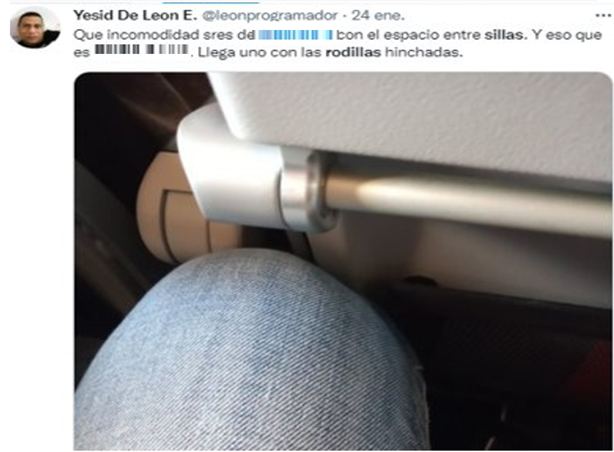 Yesid De Leon E. @leonprogramador · 24 ene.
Que incomodidad sres de con el espacio entre sillas. Y eso que
es . Llega uno con las rodillas hinchadas.